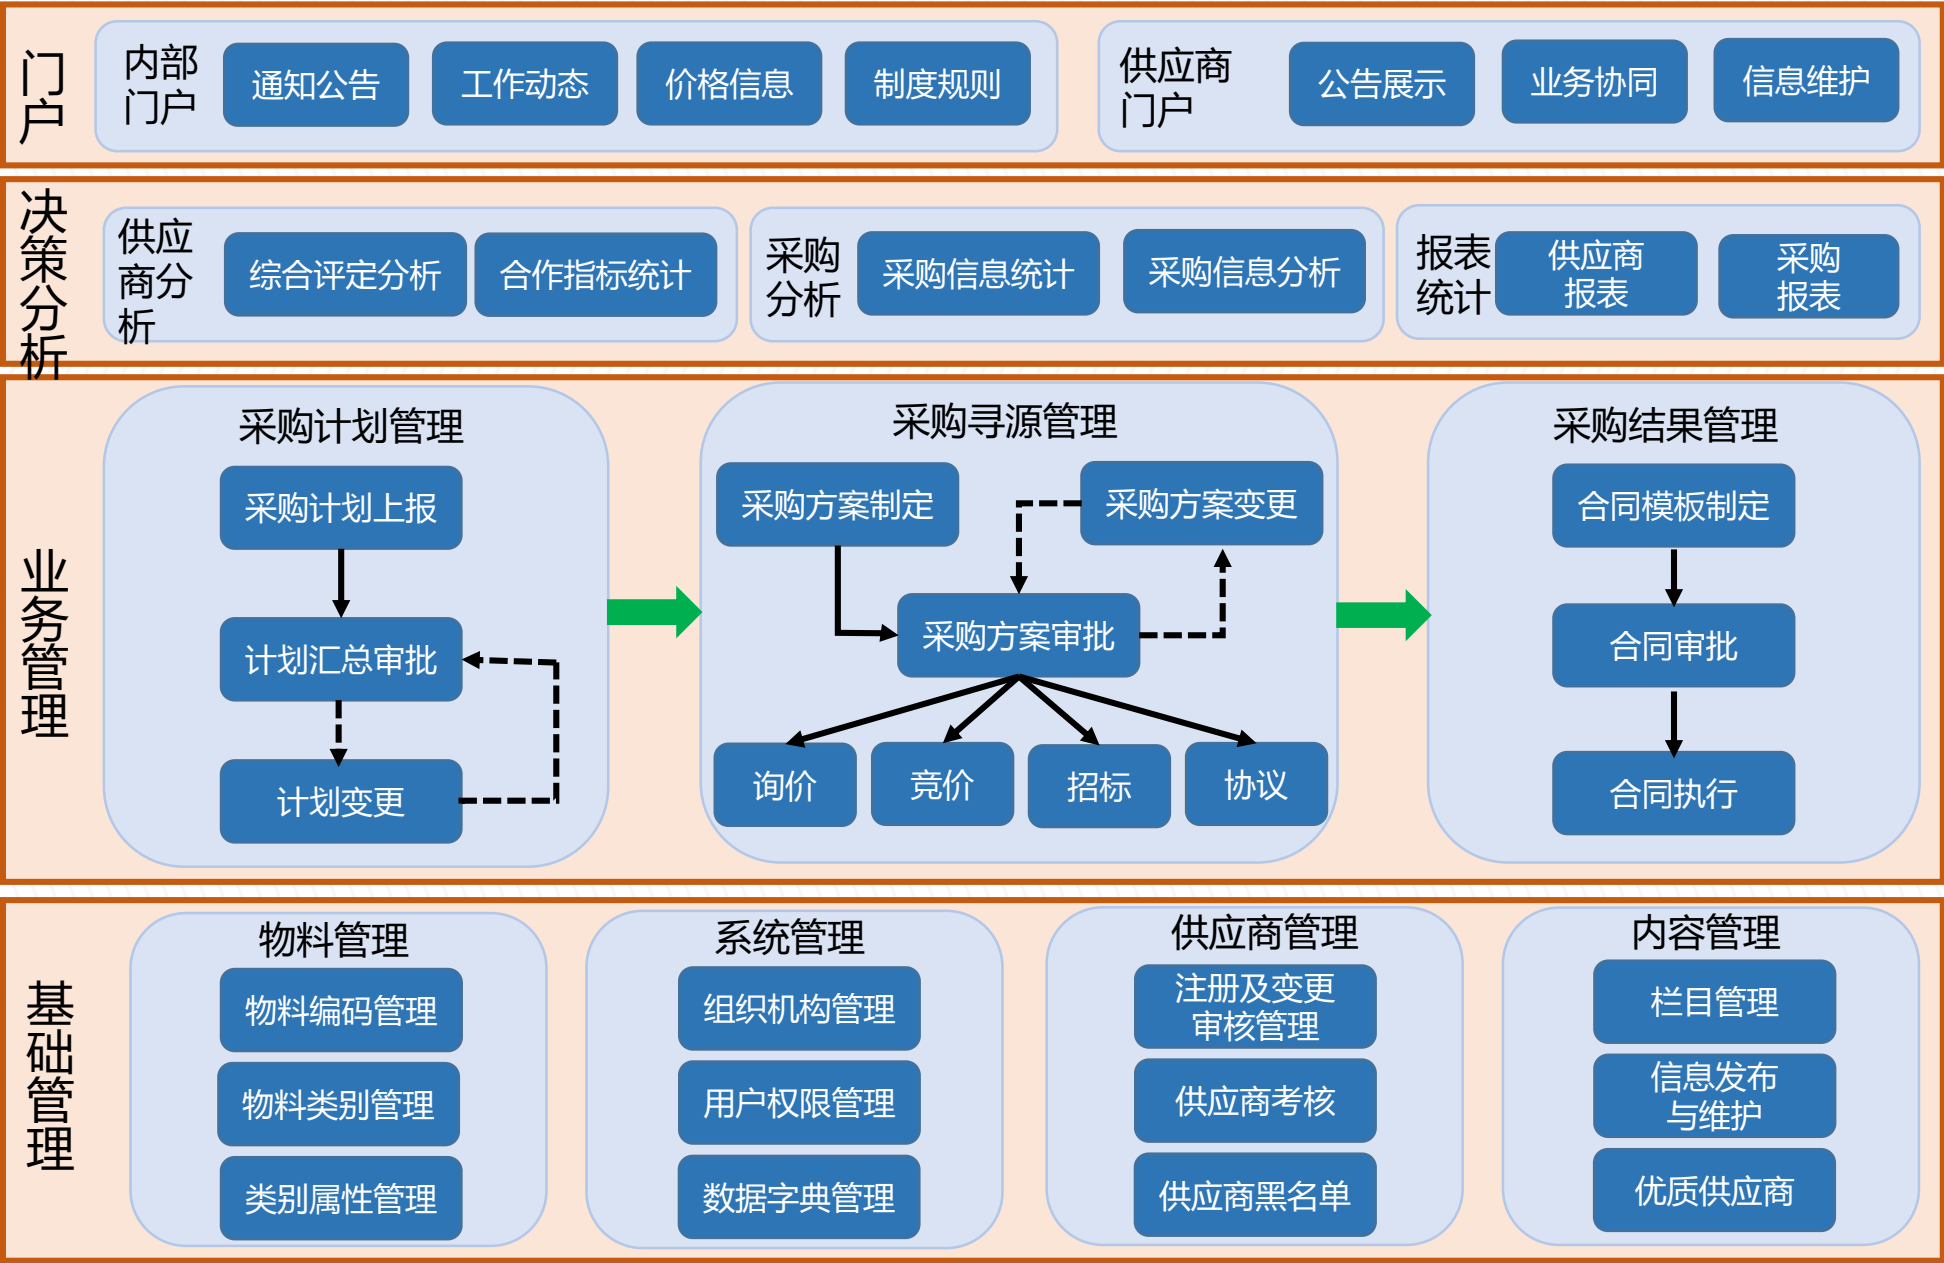 门
户
内部
门户
通知公告
工作动态
价格信息
制度规则
供应商
门户
公告展示
业务协同
信息维护
决
策
分
析
供应
商分
析
综合评定分析
合作指标统计
采购
分析
采购信息统计
采购信息分析
报表
统计
供应商
报表
采购
报表
业
务
管
理
采购计划管理
采购计划上报
计划汇总审批
计划变更
采购寻源管理
采购方案制定
采购方案变更
采购方案审批
询价
竞价
招标
协议
采购结果管理
合同模板制定
合同审批
合同执行
基
础
管
理
物料管理
物料编码管理
物料类别管理
类别属性管理
系统管理
组织机构管理
用户权限管理
数据字典管理
供应商管理
注册及变更
审核管理
供应商考核
供应商黑名单
内容管理
栏目管理
信息发布
与维护
优质供应商